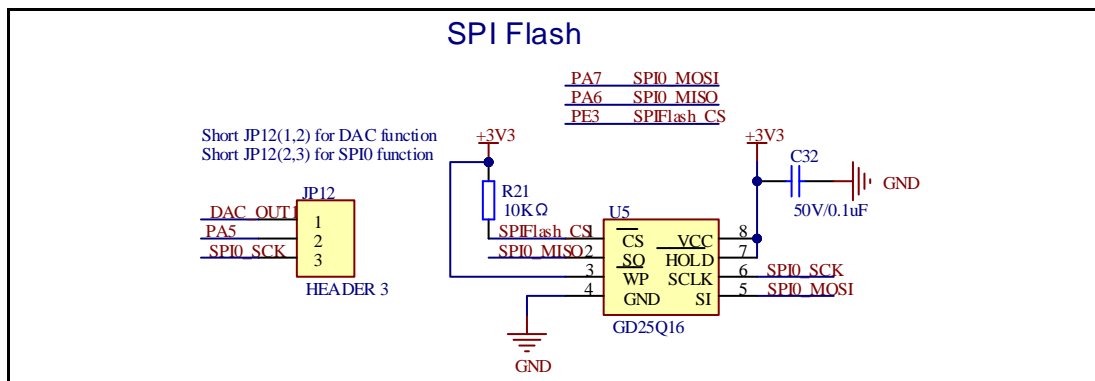 SPI Flash
PA7 SPI0_MOSI
PA6 SPI0_MISO
PE3 SPIFlash_CS
Short JP12(1,2) for DAC function
Short JP12(2,3) for SPI0 function
+3V3
+3V3
C32
GND
50V/0.1uF
R21
10KΩ
JP12
DAC_OUT1 1
PA5 2
SPI0_SCK 3
HEADER 3
U5
SPIFlash_CS 1 CS VCC 8
SPI0_MISO 2 SO HOLD 7
3 WP SCLK 6 SPI0_SCK
4 GND SI 5 SPI0_MOSI
GD25Q16
GND